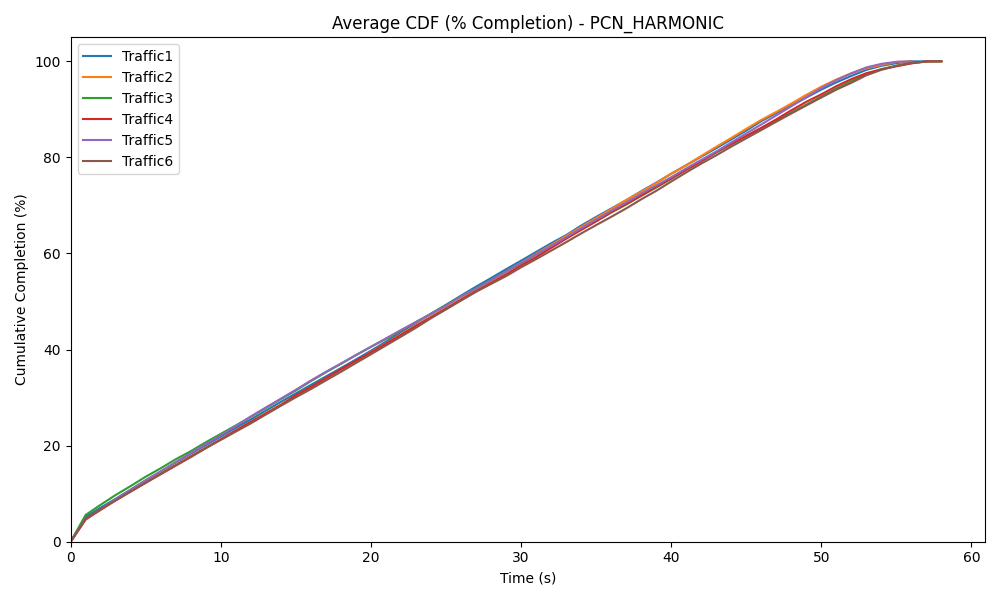 Average CDF (% Completion) - PCN_HARMONIC
Traffic1
Traffic2
Traffic3
Traffic4
Traffic5
Traffic6
Cumulative Completion (%)
100
80
60
40
20
0
0 10 20 30 40 50 60
Time (s)